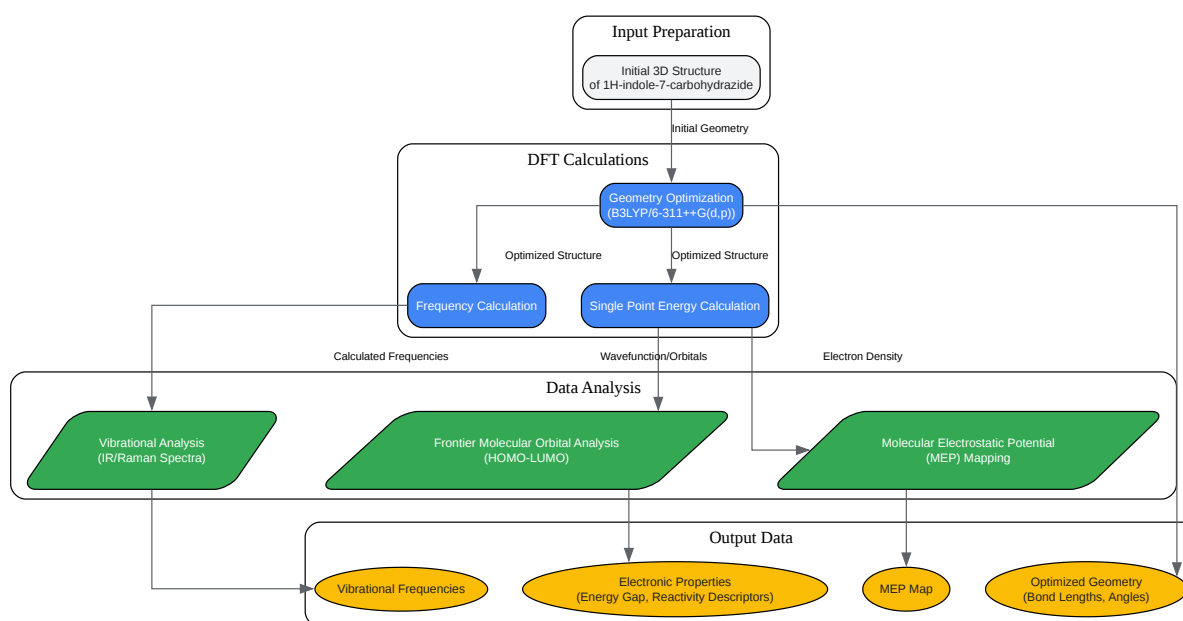 Input Preparation
Initial 3D Structure
of 1H-indole-7-carbohydrazide
Initial Geometry
DFT Calculations
Geometry Optimization
(B3LYP/6-311++G(d,p))
Optimized Structure
Optimized Structure
Frequency Calculation
Single Point Energy Calculation
Calculated Frequencies
Wavefunction/Orbitals
Electron Density
Data Analysis
Vibrational Analysis
(IR/Raman Spectra)
Frontier Molecular Orbital Analysis
(HOMO-LUMO)
Molecular Electrostatic Potential
(MEP) Mapping
Output Data
Vibrational Frequencies
Electronic Properties
(Energy Gap, Reactivity Descriptors)
MEP Map
Optimized Geometry
(Bond Lengths, Angles)